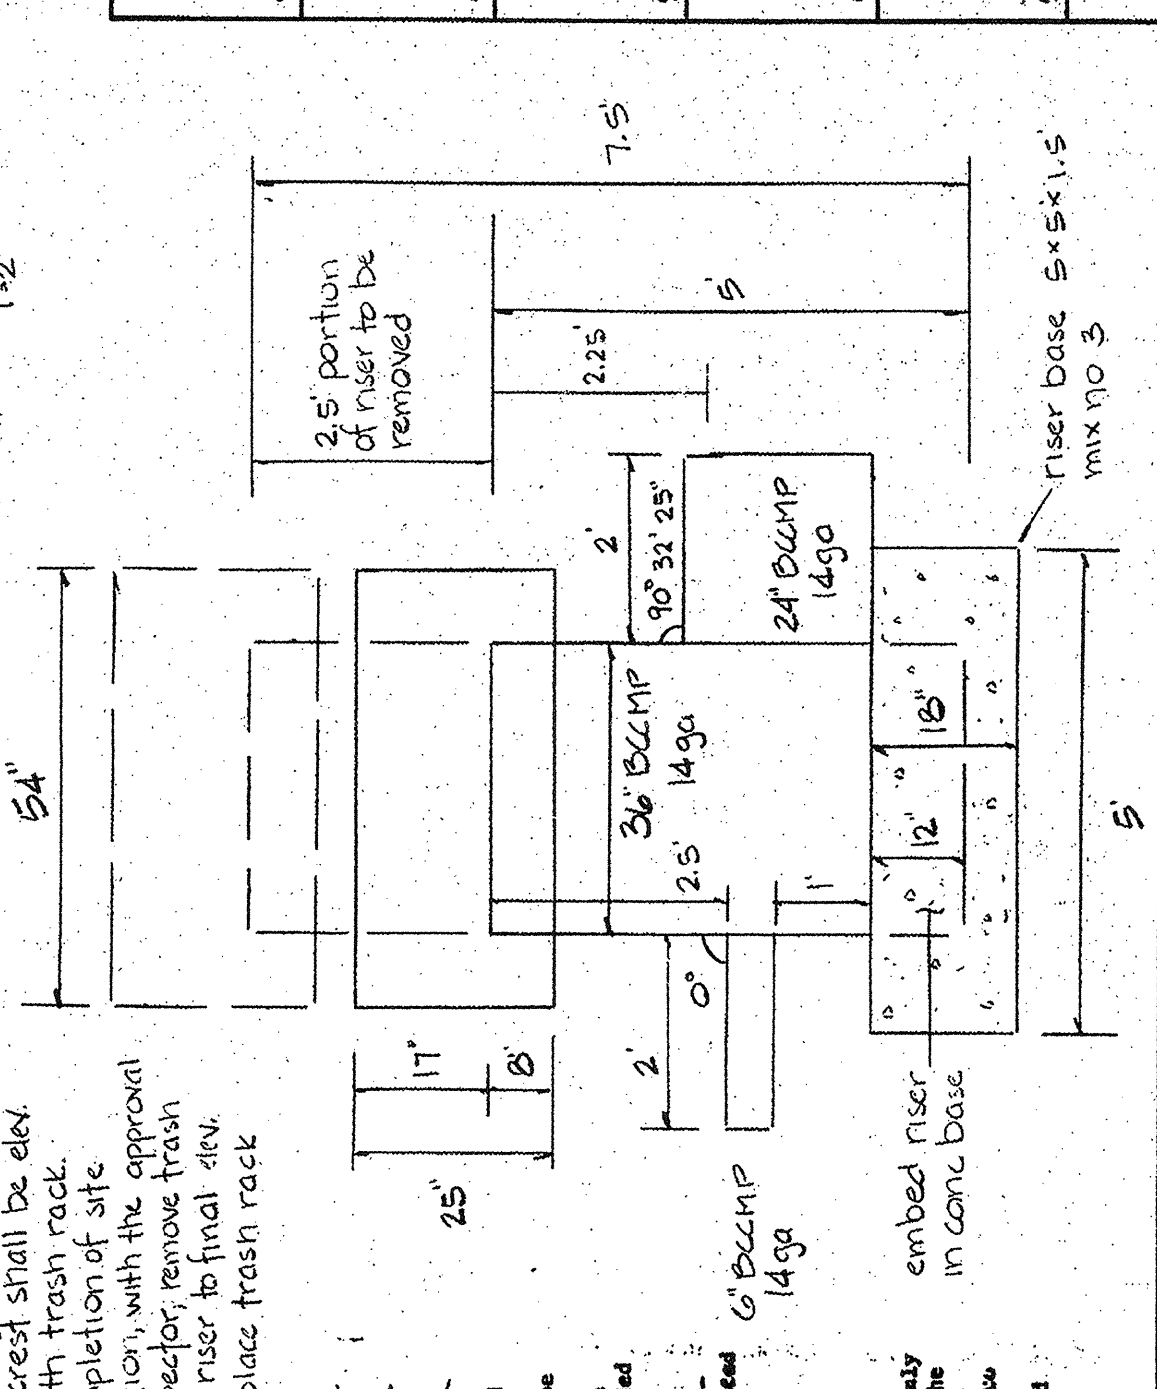 crest shall be elev.
th trash rack.
pletion of site
ion, with the approval
pector; remove trash
riser to final elev.
place trash rack
54"
25"
17"
8'
2.5' portion
of riser to be
removed
7.5'
5'
2.25'
2'
90° 32' 25"
24" BCCMP
14ga
36" BCCMP
14ga
2.5'
1'
2'
0°
6" BCCMP
14ga
12"
18"
embed riser
in conc base
5'
riser base 5'x5'x1.5'
mix no 3